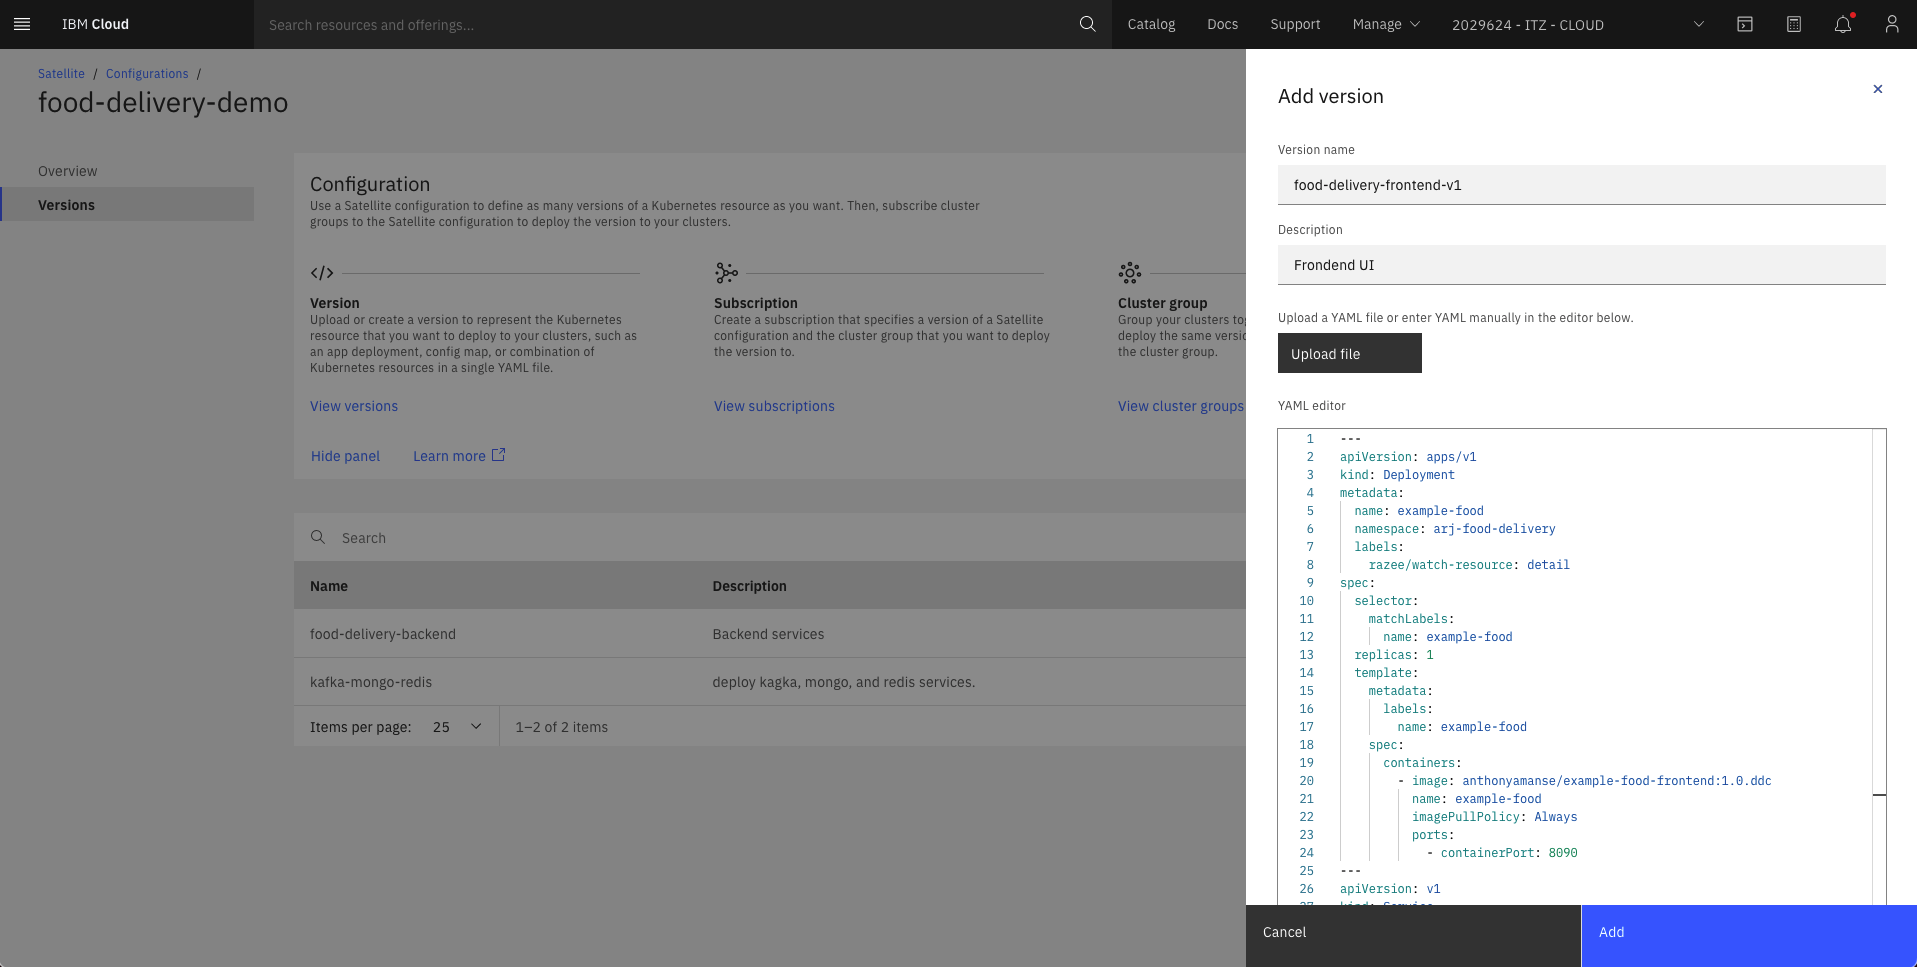 IBM Cloud
Search resources and offerings...
Catalog
Docs
Support
Manage
2029624 - ITZ - CLOUD
Satellite / Configurations /
food-delivery-demo
Overview
Versions
Configuration
Use a Satellite configuration to define as many versions of a Kubernetes resource as you want. Then, subscribe cluster
groups to the Satellite configuration to deploy the version to your clusters.
Version
Upload or create a version to represent the Kubernetes
resource that you want to deploy to your clusters, such as
an app deployment, config map, or combination of
Kubernetes resources in a single YAML file.
View versions
Subscription
Create a subscription that specifies a version of a Satellite
configuration and the cluster group that you want to deploy
the version to.
View subscriptions
Cluster group
Group your clusters to
deploy the same versi
the cluster group.
View cluster groups
Hide panel
Learn more
Search
Name
Description
food-delivery-backend
Backend services
kafka-mongo-redis
deploy kagka, mongo, and redis services.
Items per page: 25
1–2 of 2 items
Add version
Version name
food-delivery-frontend-v1
Description
Frondend UI
Upload a YAML file or enter YAML manually in the editor below.
Upload file
YAML editor
1 ---
2 apiVersion: apps/v1
3 kind: Deployment
4 metadata:
5 name: example-food
6 namespace: arj-food-delivery
7 labels:
8 razee/watch-resource: detail
9 spec:
10 selector:
11 matchLabels:
12 name: example-food
13 replicas: 1
14 template:
15 metadata:
16 labels:
17 name: example-food
18 spec:
19 containers:
20 - image: anthonyamanse/example-food-frontend:1.0.ddc
21 name: example-food
22 imagePullPolicy: Always
23 ports:
24 - containerPort: 8090
25 ---
26 apiVersion: v1
27 kind: Service
Cancel
Add